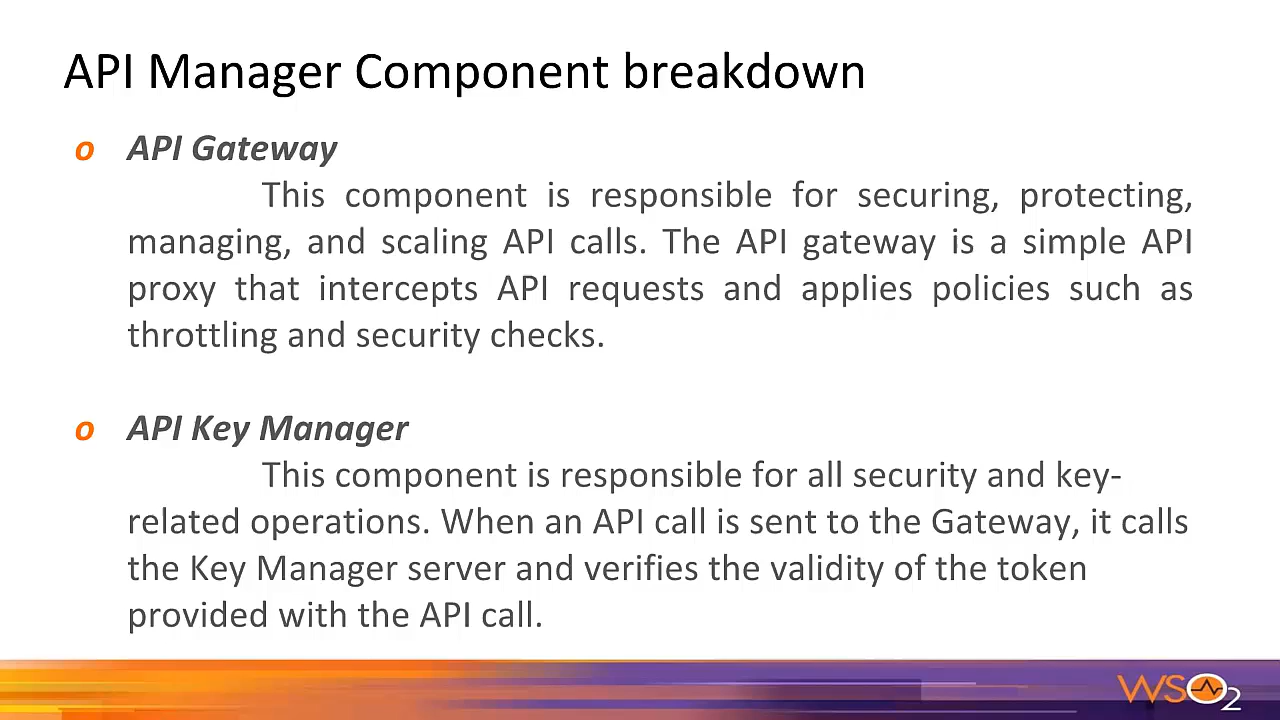 API Manager Component breakdown
o API Gateway
This component is responsible for securing, protecting,
managing, and scaling API calls. The API gateway is a simple API
proxy that intercepts API requests and applies policies such as
throttling and security checks.
o API Key Manager
This component is responsible for all security and key-
related operations. When an API call is sent to the Gateway, it calls
the Key Manager server and verifies the validity of the token
provided with the API call.
WSO2